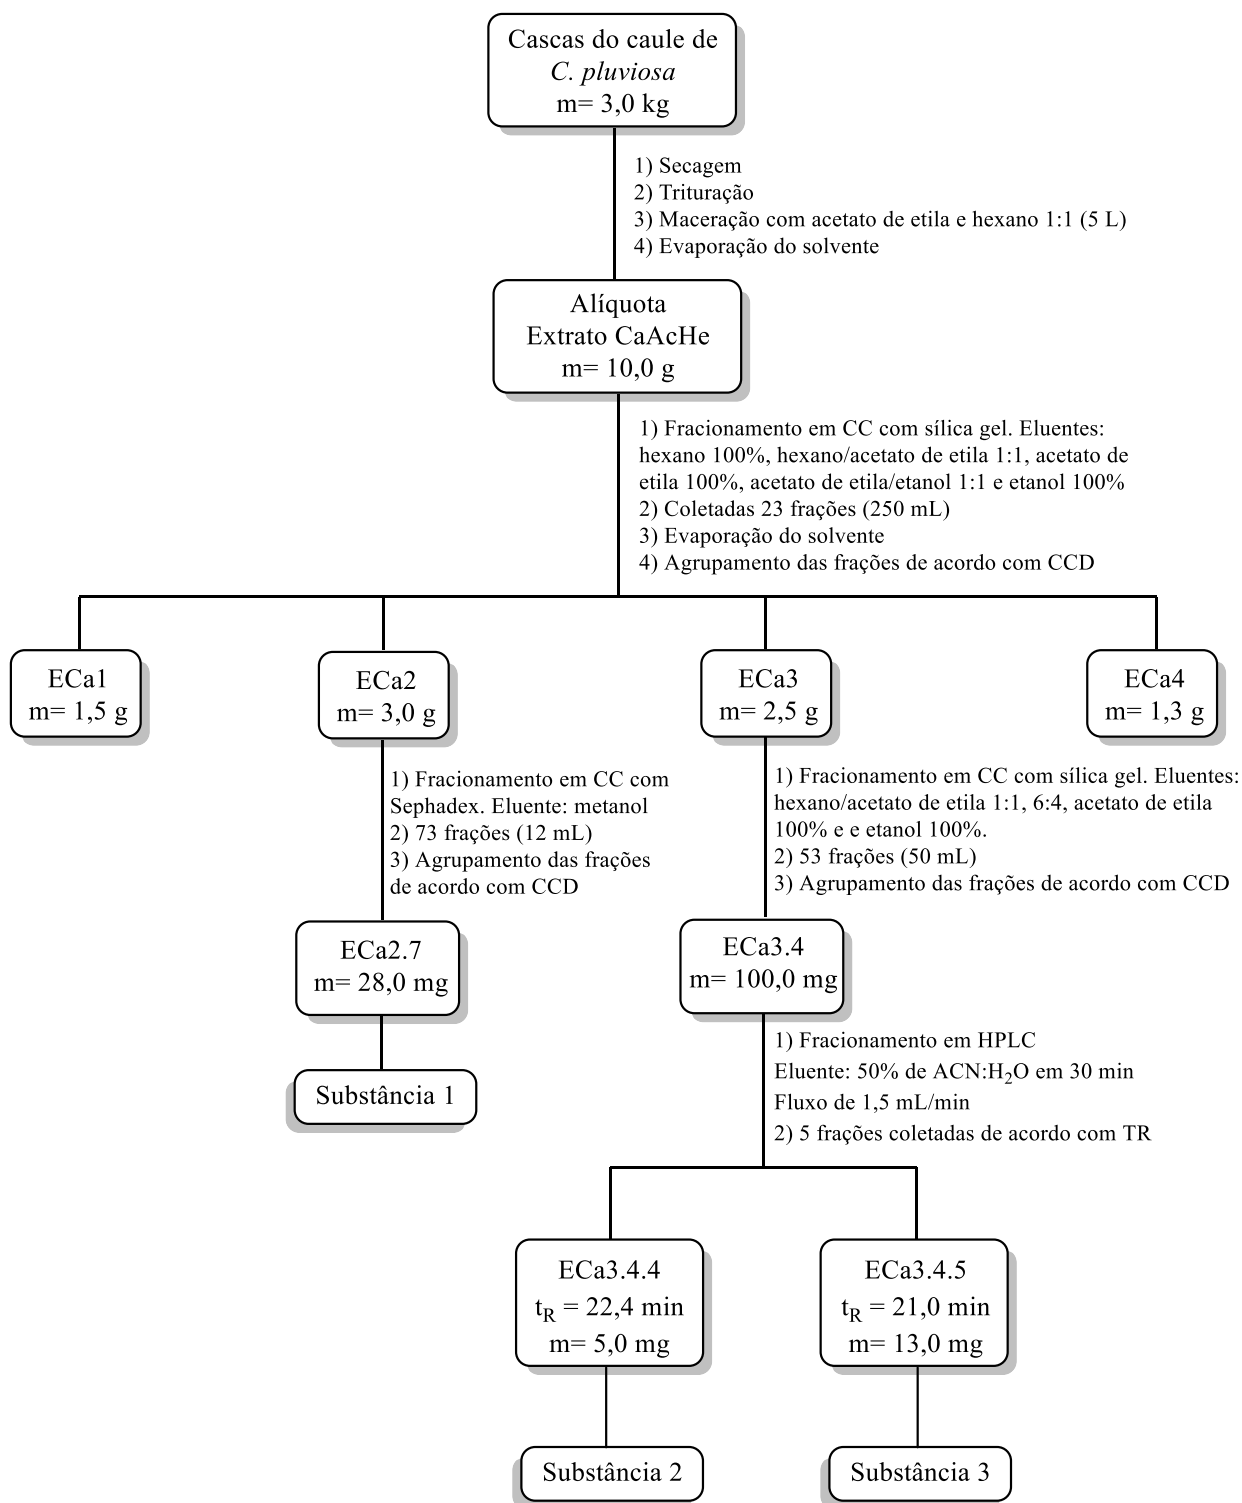 Cascas do caule de
C. pluviosa
m= 3,0 kg
1) Secagem
2) Trituração
3) Maceração com acetato de etila e hexano 1:1 (5 L)
4) Evaporação do solvente
Alíquota
Extrato CaAcHe
m= 10,0 g
1) Fracionamento em CC com sílica gel. Eluentes:
hexano 100%, hexano/acetato de etila 1:1, acetato de
etila 100%, acetato de etila/etanol 1:1 e etanol 100%
2) Coletadas 23 frações (250 mL)
3) Evaporação do solvente
4) Agrupamento das frações de acordo com CCD
ECa1
m= 1,5 g
ECa2
m= 3,0 g
ECa3
m= 2,5 g
ECa4
m= 1,3 g
1) Fracionamento em CC com
Sephadex. Eluente: metanol
2) 73 frações (12 mL)
3) Agrupamento das frações
de acordo com CCD
1) Fracionamento em CC com sílica gel. Eluentes:
hexano/acetato de etila 1:1, 6:4, acetato de etila
100% e e etanol 100%.
2) 53 frações (50 mL)
3) Agrupamento das frações de acordo com CCD
ECa2.7
m= 28,0 mg
ECa3.4
m= 100,0 mg
Substância 1
1) Fracionamento em HPLC
Eluente: 50% de ACN:H₂O em 30 min
Fluxo de 1,5 mL/min
2) 5 frações coletadas de acordo com TR
ECa3.4.4
t_R = 22,4 min
m= 5,0 mg
ECa3.4.5
t_R = 21,0 min
m= 13,0 mg
Substância 2
Substância 3